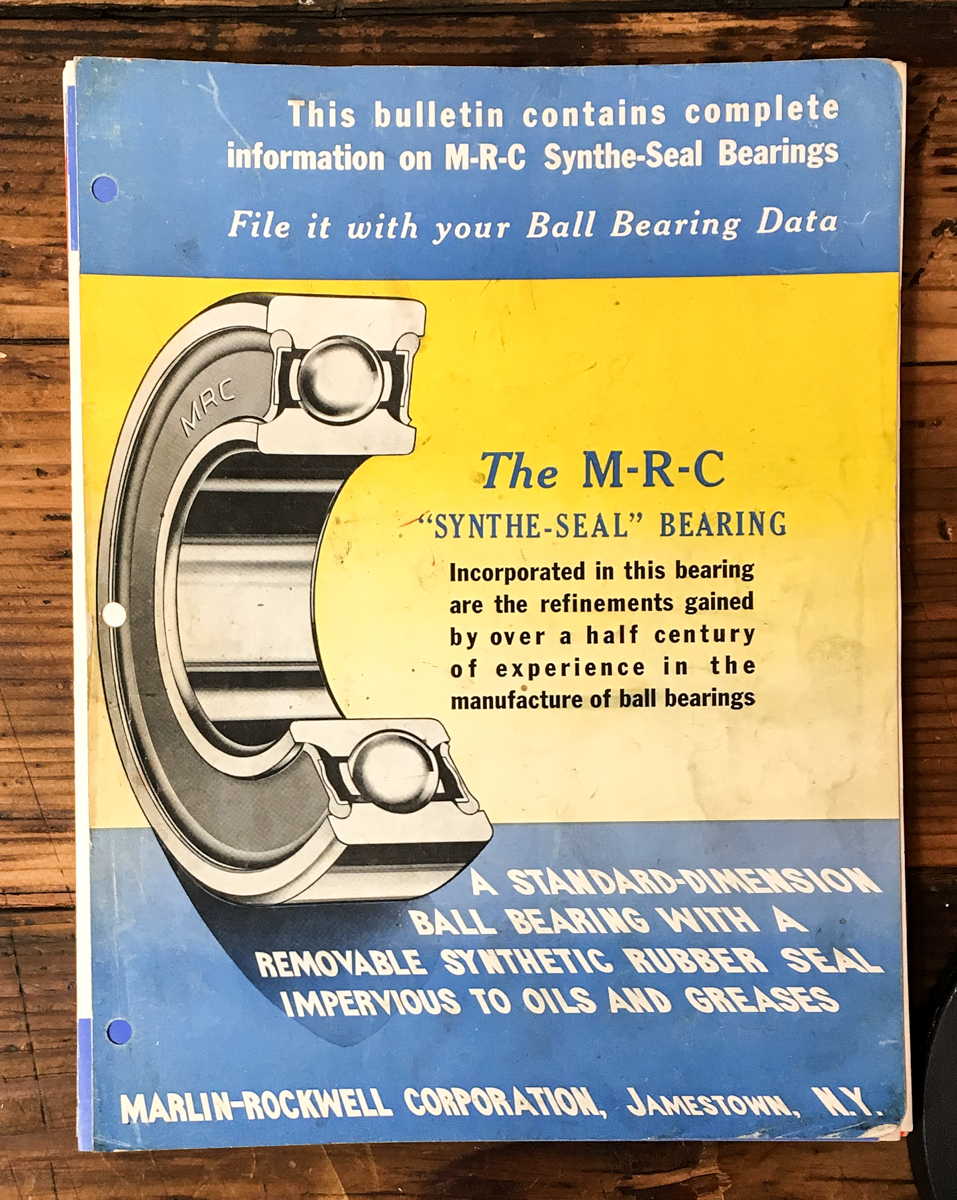 This bulletin contains complete
information on M-R-C Synthe-Seal Bearings
File it with your Ball Bearing Data
MRC
The M-R-C
“SYNTHE-SEAL” BEARING
Incorporated in this bearing
are the refinements gained
by over a half century
of experience in the
manufacture of ball bearings
A STANDARD-DIMENSION
BALL BEARING WITH A
REMOVABLE SYNTHETIC RUBBER SEAL
IMPERVIOUS TO OILS AND GREASES
MARLIN-ROCKWELL CORPORATION, JAMESTOWN, N.Y.